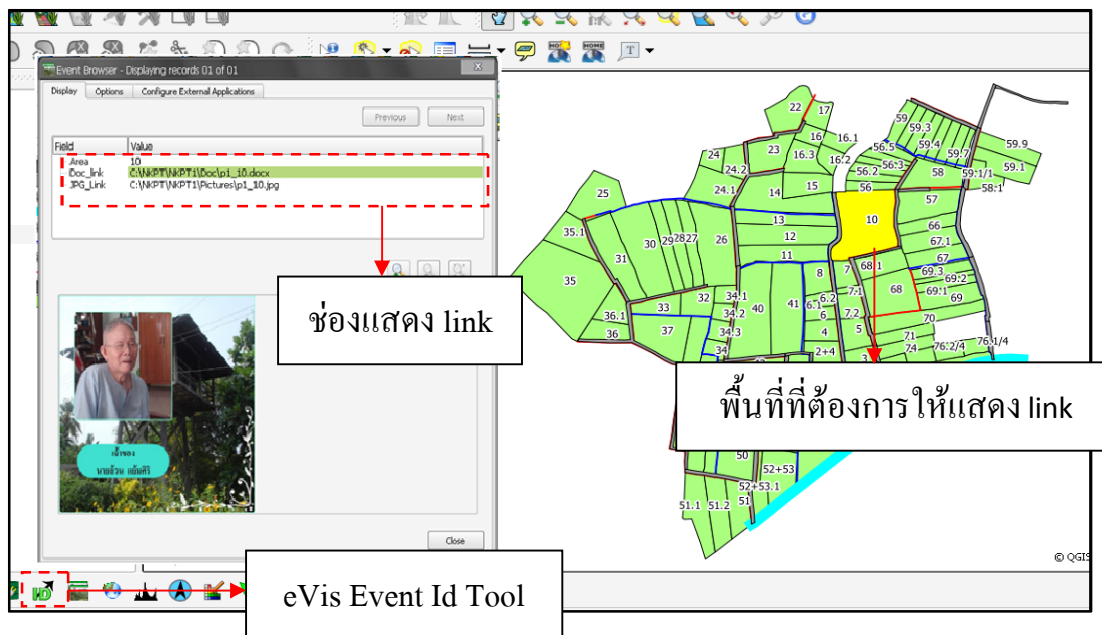 HOME
HOME
T
Event Browser - Displaying records 01 of 01
X
Display Options Configure External Applications
Previous Next
Field Value
Area 10
Doc_link C:\NKPT\NKPT1\Doc\p1_10.docx
JPG_Link C:\NKPT\NKPT1\Pictures\p1_10.jpg
ช่องแสดง link
เจ้าของ
Close
22 17
59 59.3
16 16.1
59.4 59.7 59.9
24 23 16.3 16.2 56.5
24.2 56.2 56.3 58 59.1/1 59.1
25 24.1 14 15 56 58.1
57
35.1 13 10
30 29 28 27 26 12 66
31 11 67.1
67
35 8 7 68.1 69.3 69.2
32 34.1 40 41 6.1 6.2 7.1 68 69.1 69
33 34.2 6 7.2 70
36.1 36 37 34.3 4 5 71
34 2+4 74 76.2/4 76.1/4
3
พื้นที่ที่ต้องการให้แสดง link
50
52+53
52+53.1
51.1 51.2 51
© QGIS
ID
eVis Event Id Tool